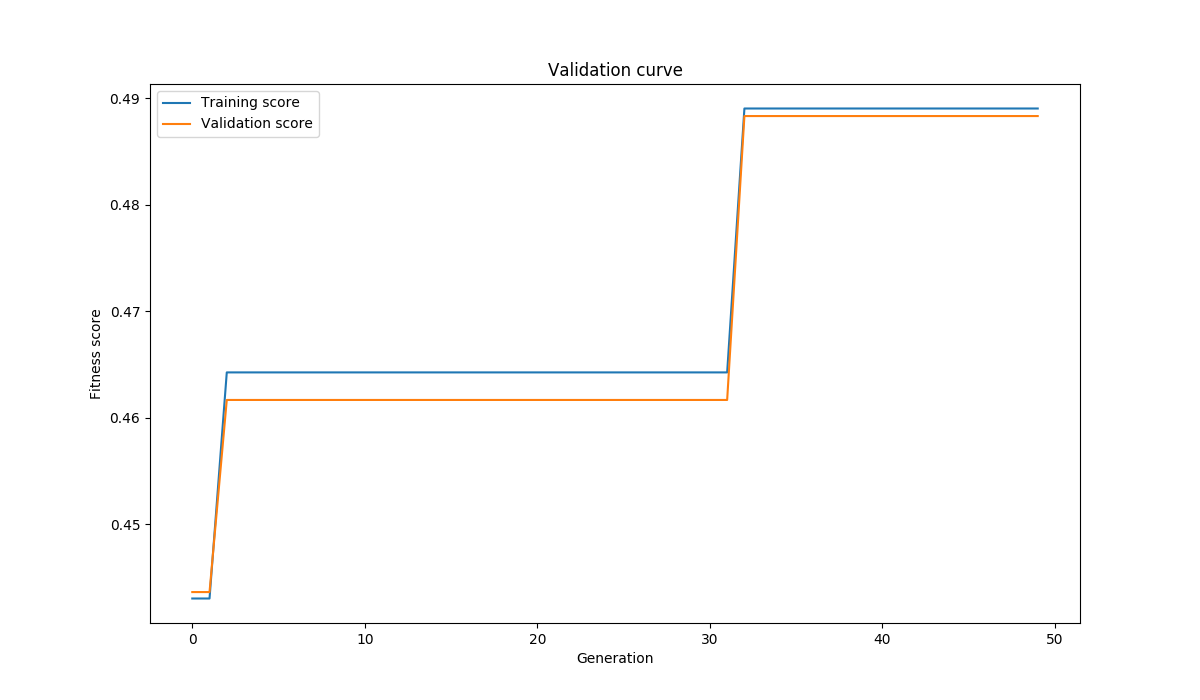 Validation curve
Training score
Validation score
0.49
0.48
0.47
0.46
0.45
Fitness score
0 10 20 30 40 50
Generation